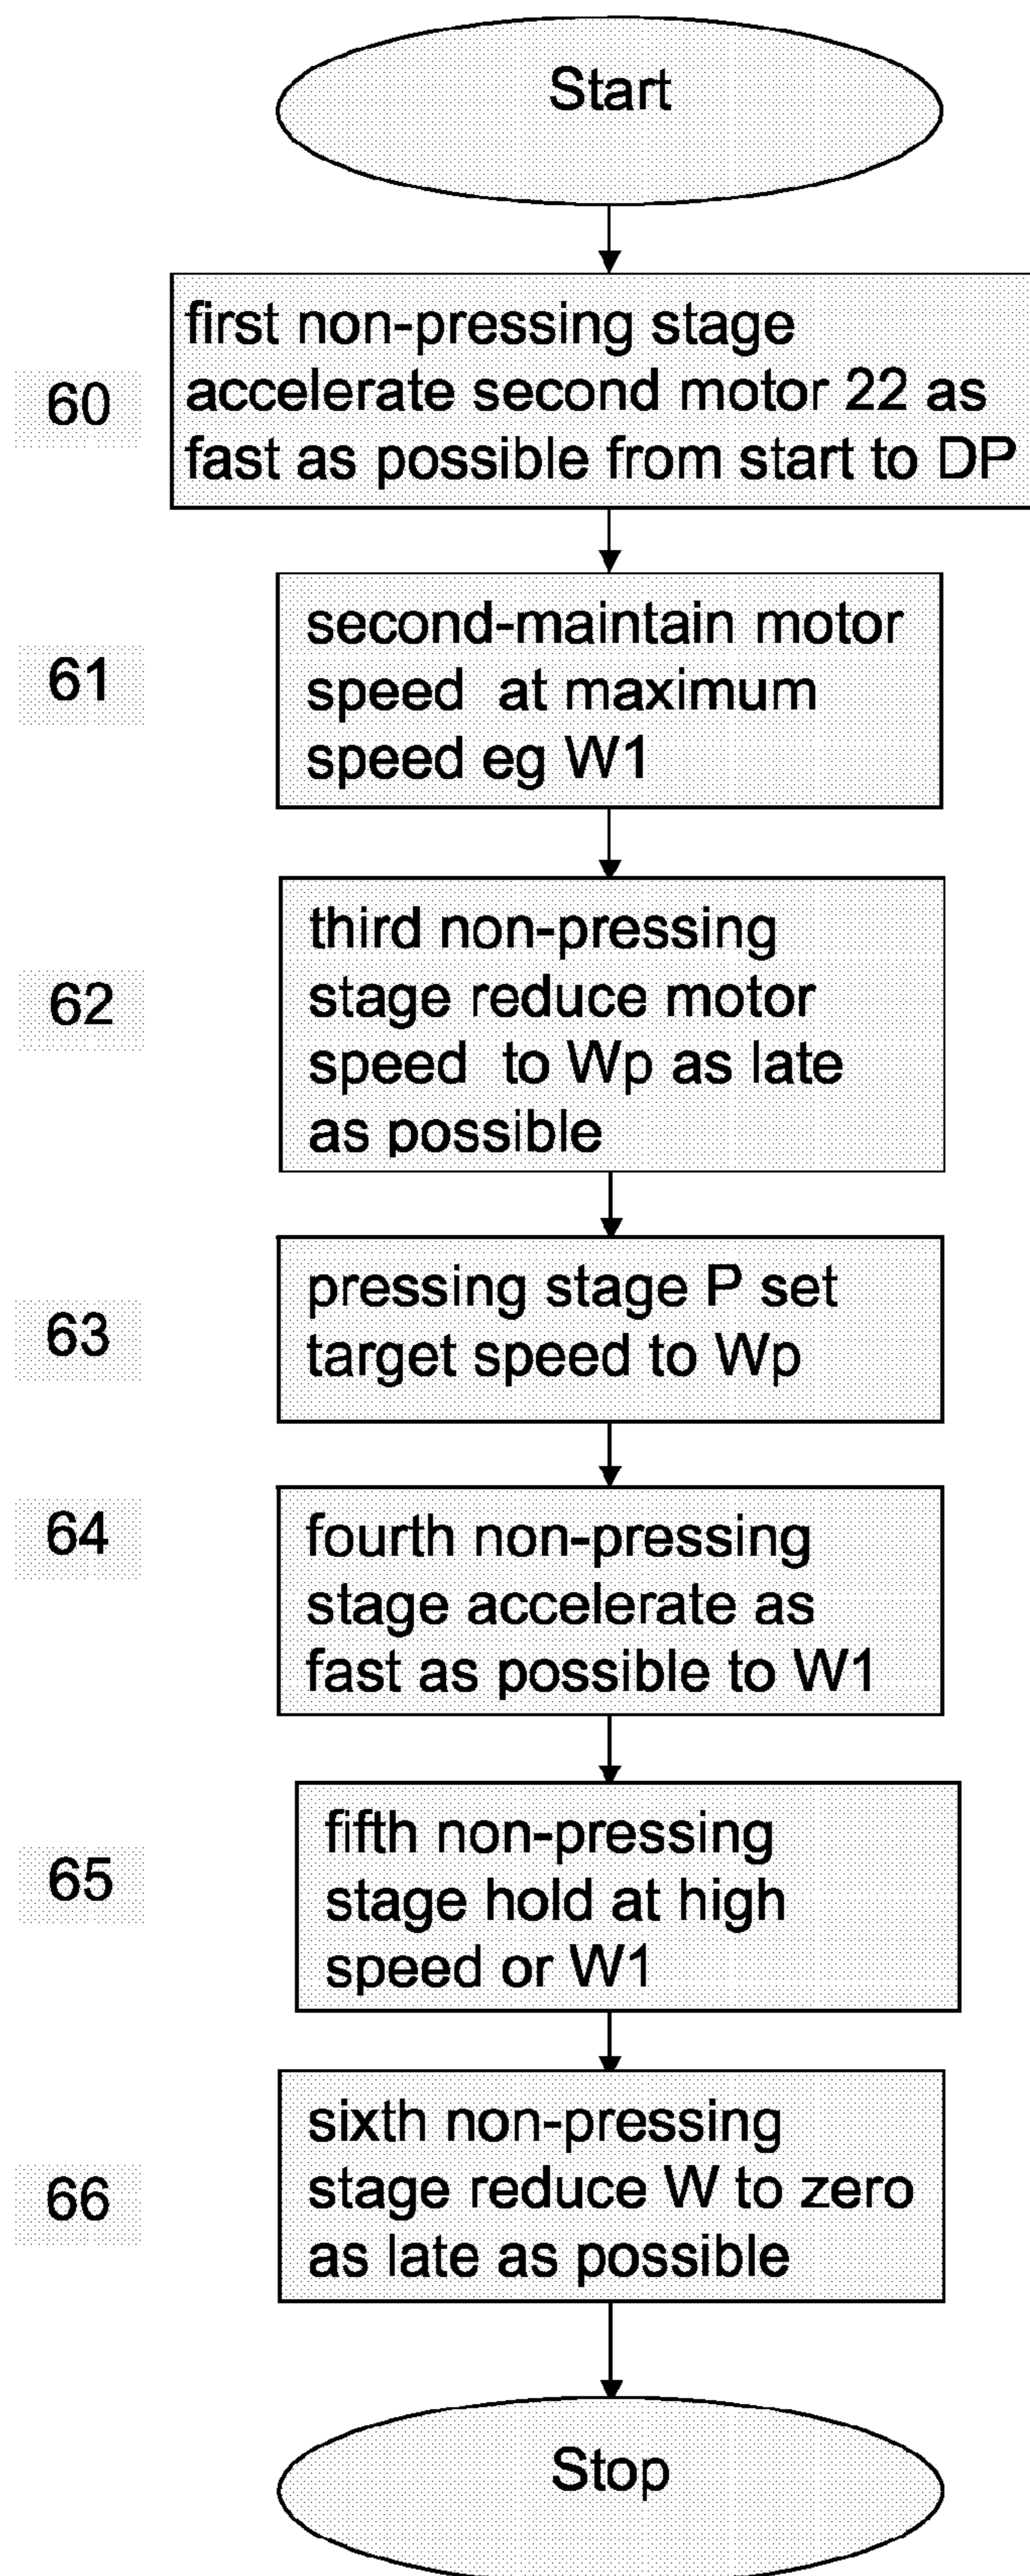 Start
60
first non-pressing stage
accelerate second motor 22 as
fast as possible from start to DP
61
second-maintain motor
speed at maximum
speed eg W1
62
third non-pressing
stage reduce motor
speed to Wp as late
as possible
63
pressing stage P set
target speed to Wp
64
fourth non-pressing
stage accelerate as
fast as possible to W1
65
fifth non-pressing
stage hold at high
speed or W1
66
sixth non-pressing
stage reduce W to zero
as late as possible
Stop